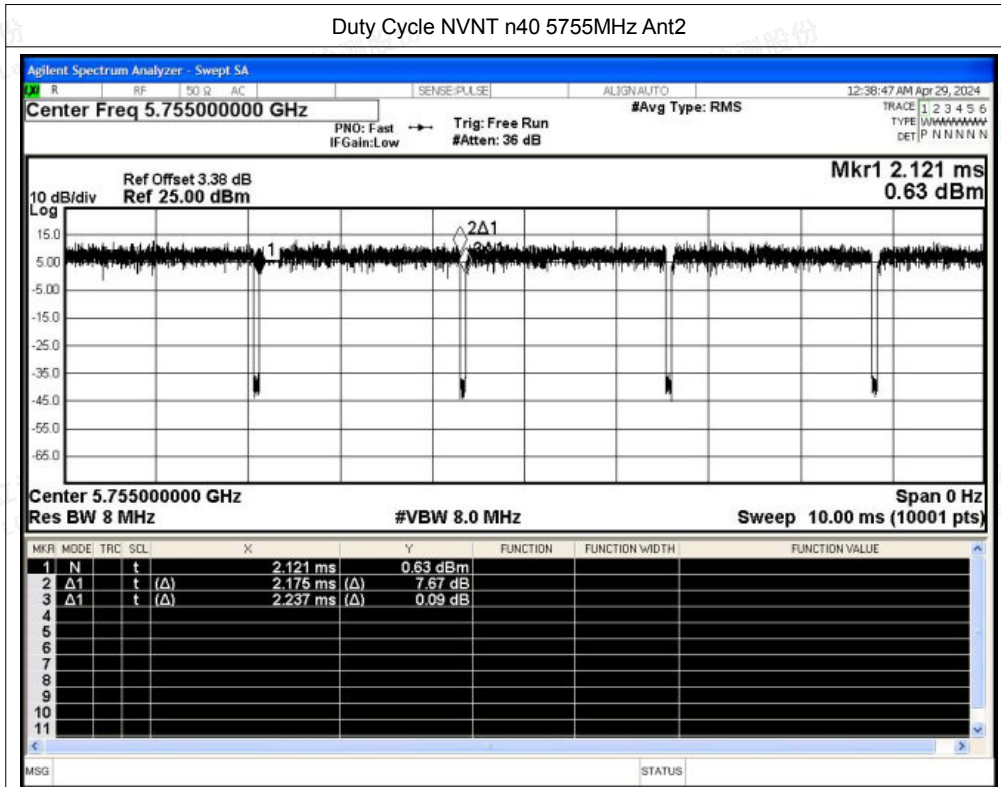 Duty Cycle NVNT n40 5755MHz Ant2
Agilent Spectrum Analyzer - Swept SA
LXI R RF 50 Ω AC SENSE:PULSE ALIGNAUTO 12:38:47 AM Apr 29, 2024
Center Freq 5.755000000 GHz
PNO: Fast
IFGain:Low
Trig: Free Run
#Atten: 36 dB
#Avg Type: RMS
TRACE 1 2 3 4 5 6
TYPE
DET P N N N N N
Mkr1 2.121 ms
0.63 dBm
Ref Offset 3.38 dB
10 dB/div Ref 25.00 dBm
Log
15.0
5.00
-5.00
-15.0
-25.0
-35.0
-45.0
-55.0
-65.0
1
2Δ1
Center 5.755000000 GHz Span 0 Hz
Res BW 8 MHz #VBW 8.0 MHz Sweep 10.00 ms (10001 pts)
MKR MODE TRC SCL X Y FUNCTION FUNCTION WIDTH FUNCTION VALUE
1 N t 2.121 ms 0.63 dBm
2 Δ1 t (Δ) 2.175 ms (Δ) 7.67 dB
3 Δ1 t (Δ) 2.237 ms (Δ) 0.09 dB
4
5
6
7
8
9
10
11
MSG STATUS